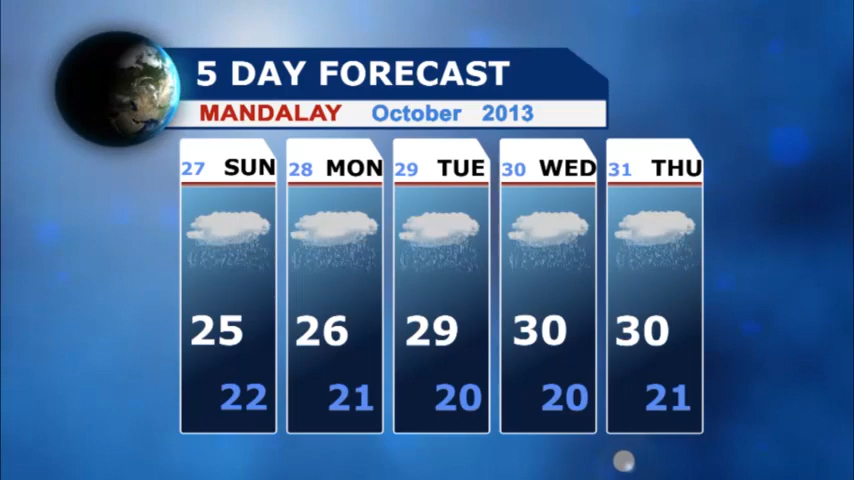 5 DAY FORECAST
MANDALAY October 2013
27 SUN 28 MON 29 TUE 30 WED 31 THU
25 26 29 30 30
22 21 20 20 21